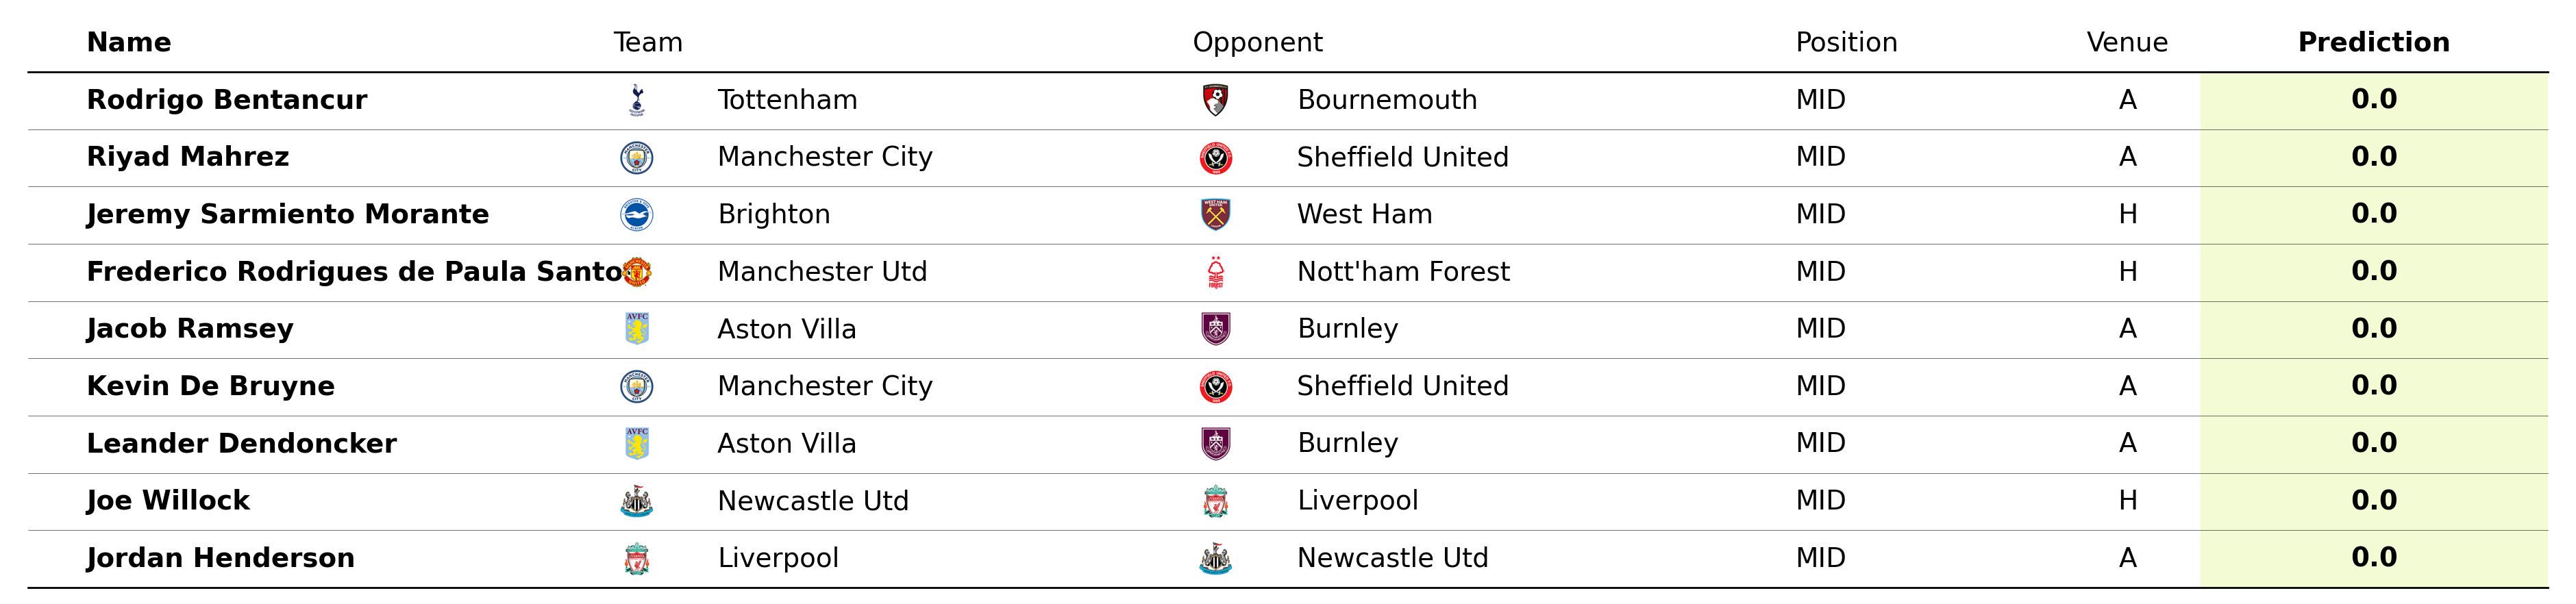 Name Team Opponent Position Venue Prediction
Rodrigo Bentancur Tottenham Bournemouth MID A 0.0
Riyad Mahrez Manchester City Sheffield United MID A 0.0
Jeremy Sarmiento Morante Brighton West Ham MID H 0.0
Frederico Rodrigues de Paula Santo Manchester Utd Nott'ham Forest MID H 0.0
Jacob Ramsey Aston Villa Burnley MID A 0.0
Kevin De Bruyne Manchester City Sheffield United MID A 0.0
Leander Dendoncker Aston Villa Burnley MID A 0.0
Joe Willock Newcastle Utd Liverpool MID H 0.0
Jordan Henderson Liverpool Newcastle Utd MID A 0.0